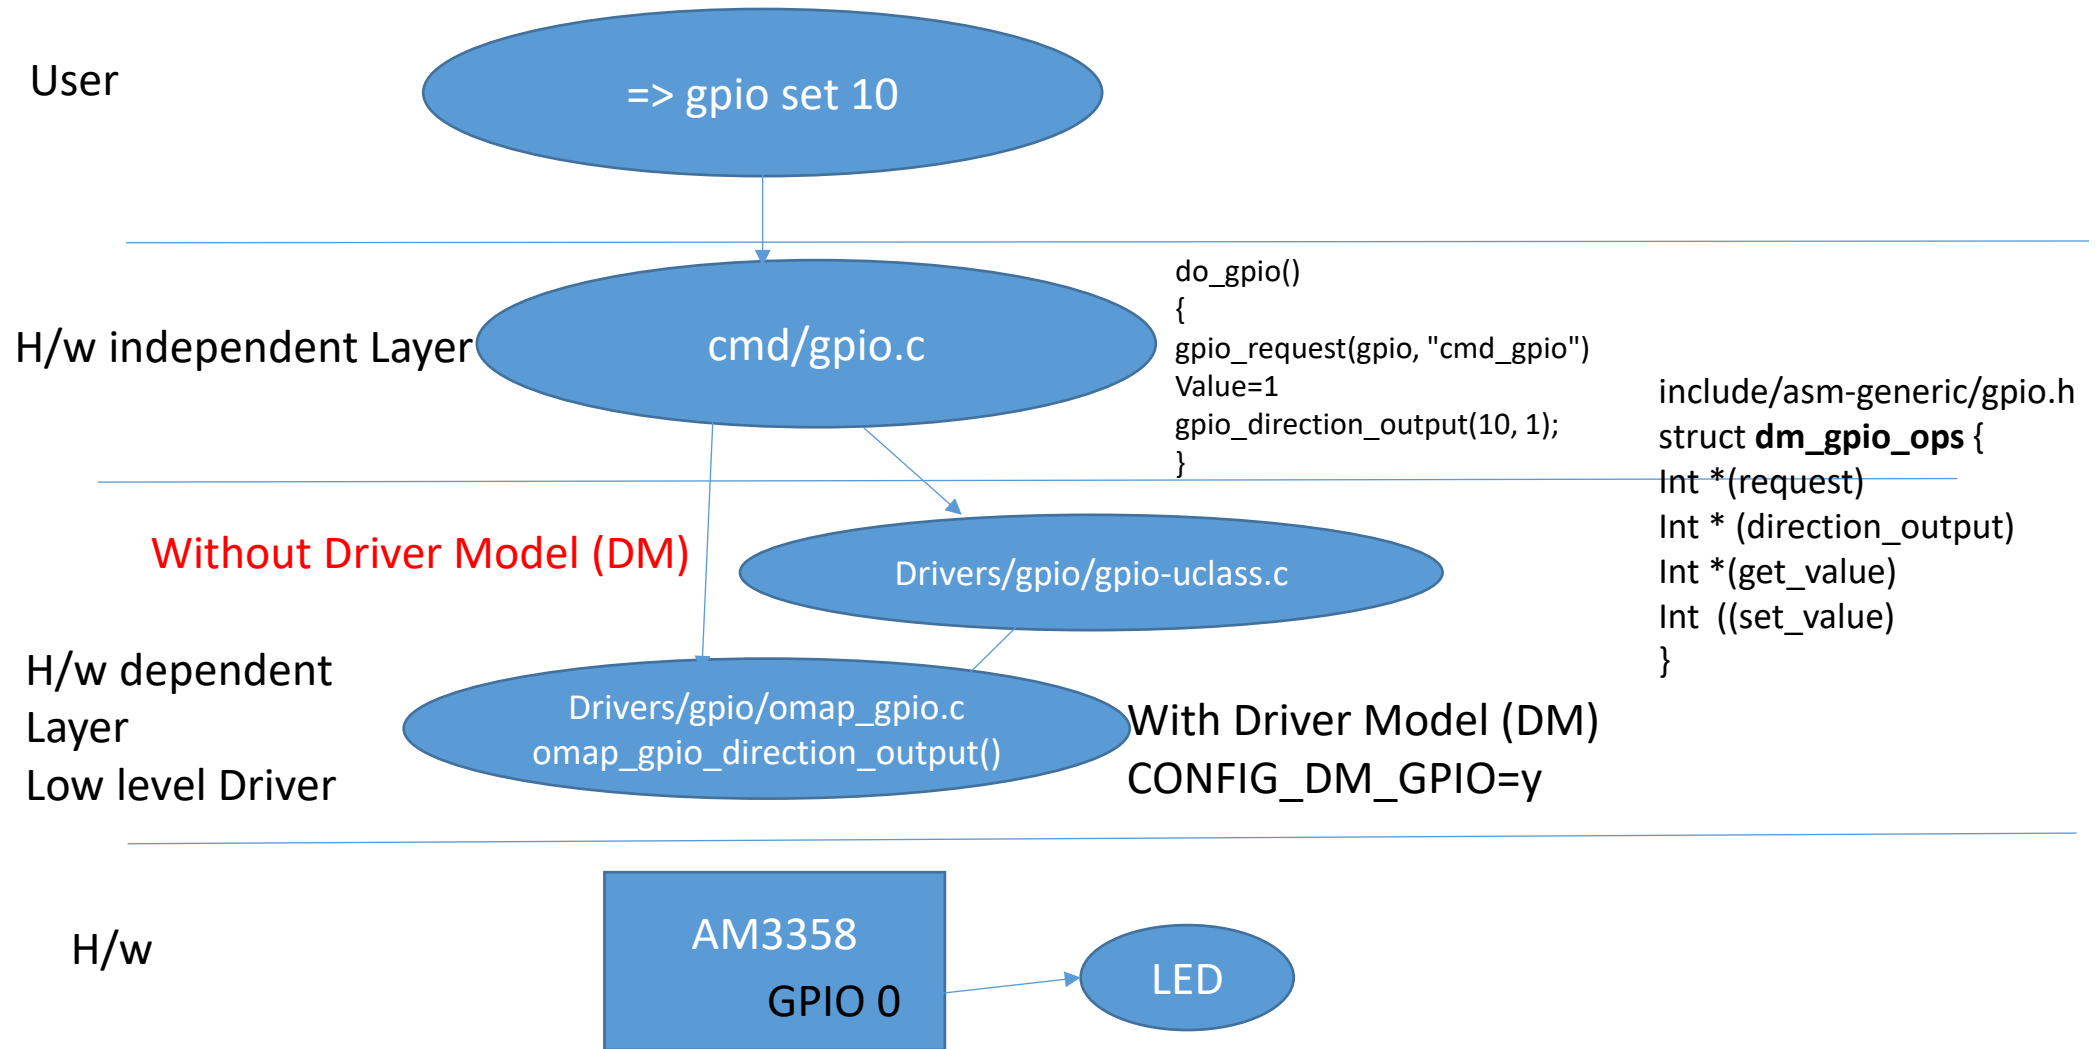 User
=> gpio set 10
H/w independent Layer
cmd/gpio.c
do_gpio()
{
gpio_request(gpio, "cmd_gpio")
Value=1
gpio_direction_output(10, 1);
}
include/asm-generic/gpio.h
struct dm_gpio_ops {
Int *(request)
Int * (direction_output)
Int *(get_value)
Int  ((set_value)
}
Without Driver Model (DM)
Drivers/gpio/gpio-uclass.c
H/w dependent
Layer
Low level Driver
Drivers/gpio/omap_gpio.c
omap_gpio_direction_output()
With Driver Model (DM)
CONFIG_DM_GPIO=y
H/w
AM3358
GPIO 0
LED